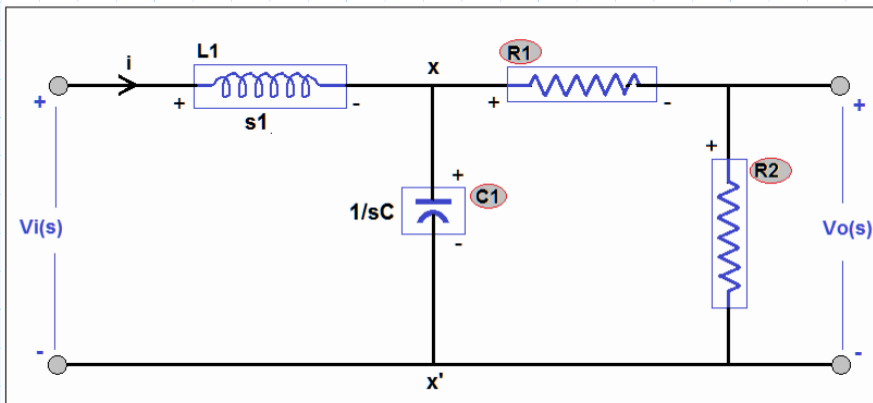 L1
i
x
R1
+
+
-
+
-
+
s1
+
R2
+
C1
1/sC
Vi(s)
Vo(s)
-
-
-
x'